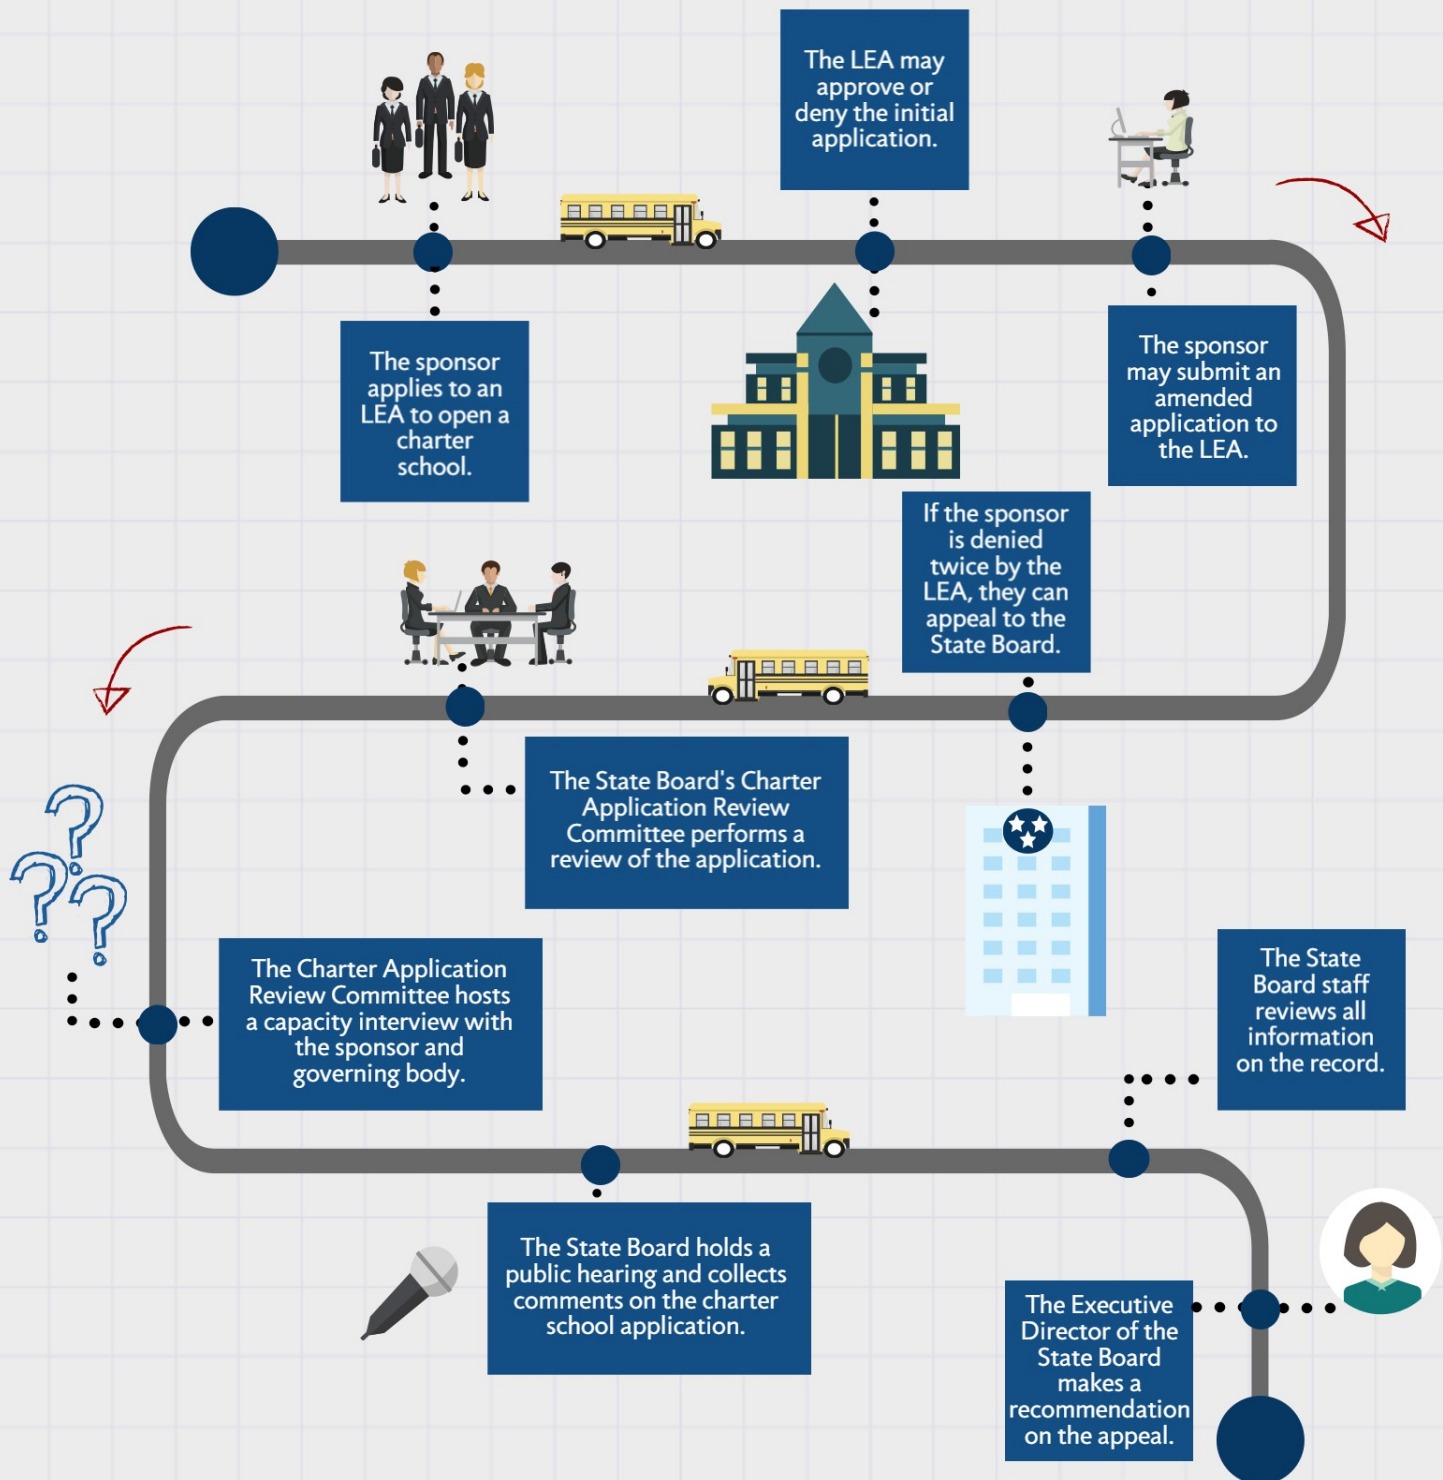 The sponsor
applies to an
LEA to open a
charter
school.
The LEA may
approve or
deny the initial
application.
The sponsor
may submit an
amended
application to
the LEA.
If the sponsor
is denied
twice by the
LEA, they can
appeal to the
State Board.
The State Board's Charter
Application Review
Committee performs a
review of the application.
???
The Charter Application
Review Committee hosts
a capacity interview with
the sponsor and
governing body.
The State Board holds a
public hearing and collects
comments on the charter
school application.
The State
Board staff
reviews all
information
on the record.
The Executive
Director of the
State Board
makes a
recommendation
on the appeal.